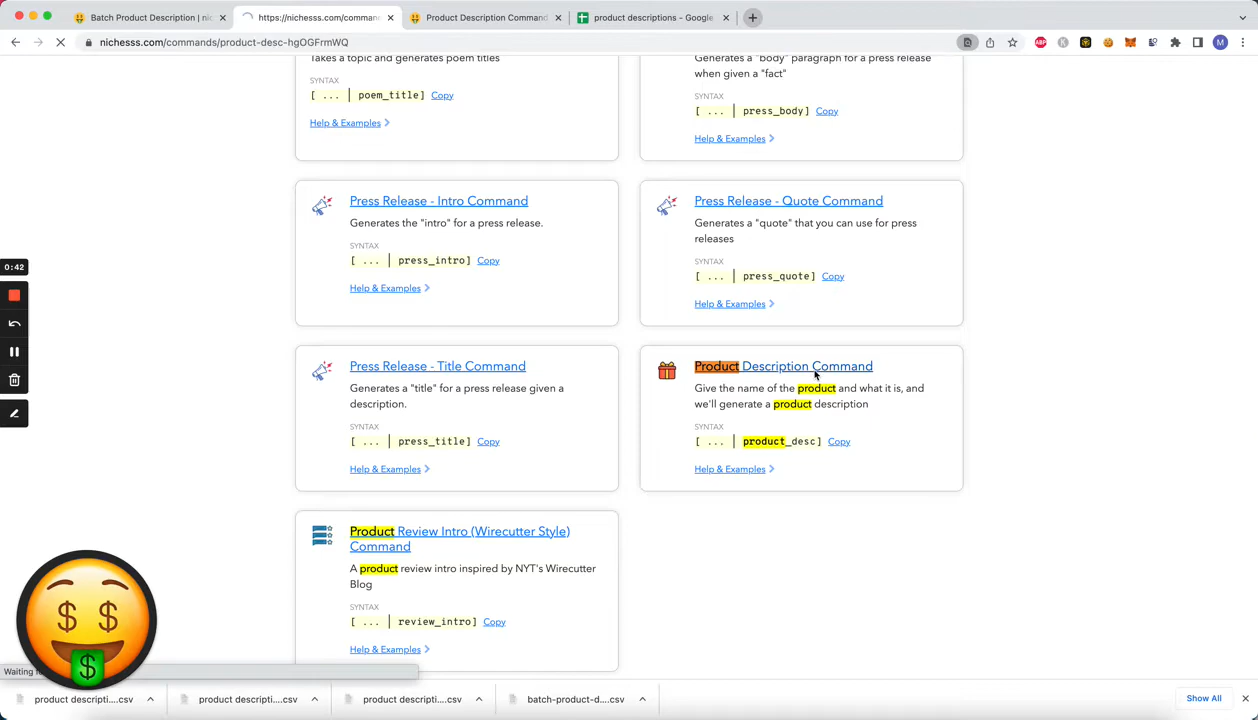 Batch Product Description | nic
https://nichesss.com/comman
Product Description Command
product descriptions - Google
nichesss.com/commands/product-desc-hgOGFrmWQ
ABP
M
Takes a topic and generates poem titles
SYNTAX
[ ... | poem_title] Copy
Help & Examples
Generates a "body" paragraph for a press release
when given a "fact"
SYNTAX
[ ... | press_body] Copy
Help & Examples
Press Release - Intro Command
Generates the "intro" for a press release.
SYNTAX
[ ... | press_intro] Copy
Help & Examples
Press Release - Quote Command
Generates a "quote" that you can use for press
releases
SYNTAX
[ ... | press_quote] Copy
Help & Examples
0:42
Press Release - Title Command
Generates a "title" for a press release given a
description.
SYNTAX
[ ... | press_title] Copy
Help & Examples
Product Description Command
Give the name of the product and what it is, and
we'll generate a product description
SYNTAX
[ ... | product_desc] Copy
Help & Examples
Product Review Intro (Wirecutter Style)
Command
A product review intro inspired by NYT's Wirecutter
Blog
SYNTAX
[ ... | review_intro] Copy
Help & Examples
$ $
$
Waiting
product descripti....csv
product descripti....csv
product descripti....csv
batch-product-d....csv
Show All